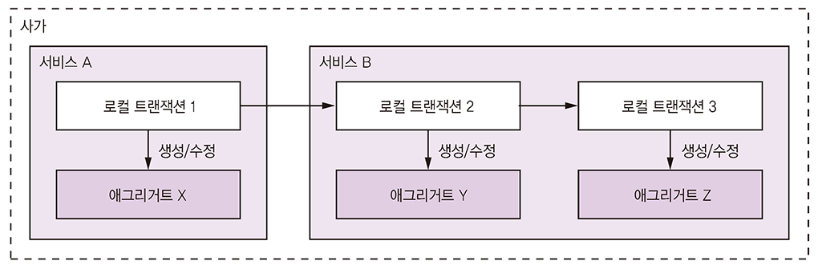 사가
서비스 A
서비스 B
로컬 트랜잭션 1
로컬 트랜잭션 2
로컬 트랜잭션 3
생성/수정
생성/수정
생성/수정
애그리거트 X
애그리거트 Y
애그리거트 Z